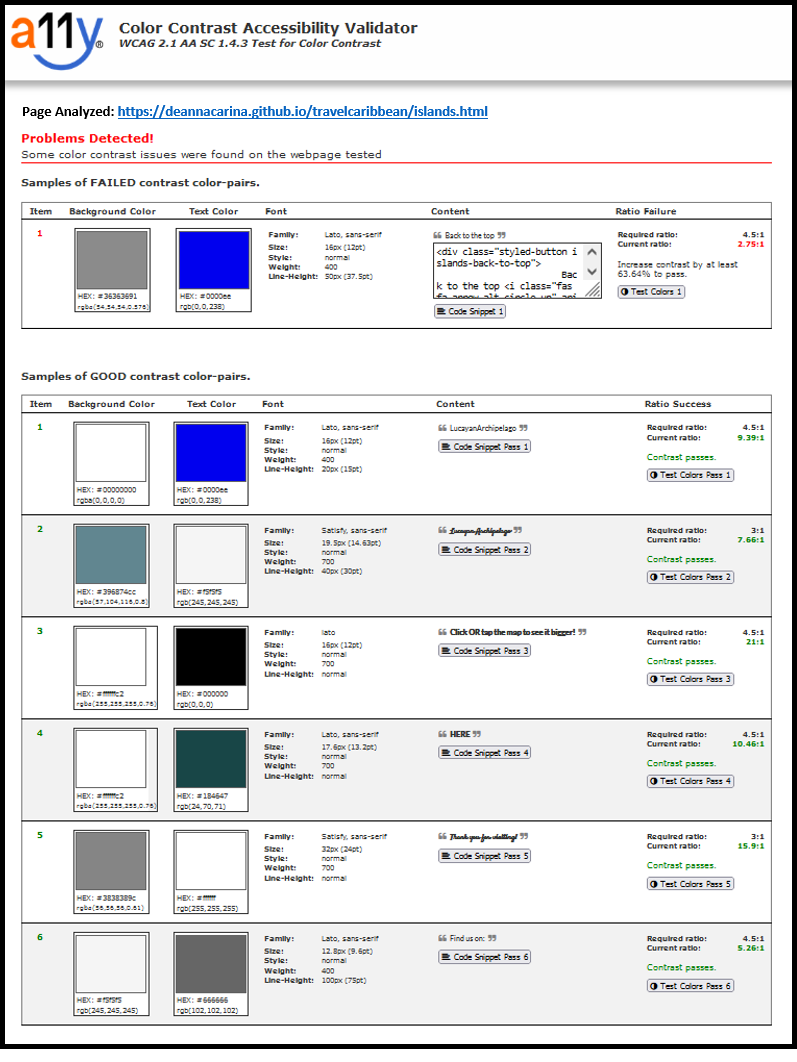 a11y®
Color Contrast Accessibility Validator
WCAG 2.1 AA SC 1.4.3 Test for Color Contrast
Page Analyzed: https://deannacarina.github.io/travelcaribbean/islands.html
Problems Detected!
Some color contrast issues were found on the webpage tested
Samples of FAILED contrast color-pairs.
Item Background Color Text Color Font Content Ratio Failure
1
HEX: #36363691
rgba(54,54,54,0.576)
HEX: #0000ee
rgb(0,0,238)
Family: Lato, sans-serif
Size: 16px (12pt)
Style: normal
Weight: 400
Line-Height: 50px (37.5pt)
Back to the top
<div class="styled-button i
slands-back-to-top">
Bac
k to the top <i class="fas
Code Snippet 1
Required ratio: 4.5:1
Current ratio: 2.75:1
Increase contrast by at least
63.64% to pass.
Test Colors 1
Samples of GOOD contrast color-pairs.
Item Background Color Text Color Font Content Ratio Success
1
HEX: #00000000
rgba(0,0,0,0)
HEX: #0000ee
rgb(0,0,238)
Family: Lato, sans-serif
Size: 16px (12pt)
Style: normal
Weight: 400
Line-Height: 20px (15pt)
LucayanArchipelago
Code Snippet Pass 1
Required ratio: 4.5:1
Current ratio: 9.39:1
Contrast passes.
Test Colors Pass 1
2
HEX: #396874cc
rgba(57,104,116,0.8)
HEX: #f5f5f5
rgb(245,245,245)
Family: Satisfy, sans-serif
Size: 19.5px (14.63pt)
Style: normal
Weight: 700
Line-Height: 40px (30pt)
Lucayan Archipelago
Code Snippet Pass 2
Required ratio: 3:1
Current ratio: 7.66:1
Contrast passes.
Test Colors Pass 2
3
HEX: #ffffffc2
rgba(255,255,255,0.76)
HEX: #000000
rgb(0,0,0)
Family: lato
Size: 16px (12pt)
Style: normal
Weight: 700
Line-Height: normal
Click OR tap the map to see it bigger!
Code Snippet Pass 3
Required ratio: 4.5:1
Current ratio: 21:1
Contrast passes.
Test Colors Pass 3
4
HEX: #ffffffc2
rgba(255,255,255,0.76)
HEX: #184647
rgb(24,70,71)
Family: Lato, sans-serif
Size: 17.6px (13.2pt)
Style: normal
Weight: 700
Line-Height: normal
HERE
Code Snippet Pass 4
Required ratio: 4.5:1
Current ratio: 10.46:1
Contrast passes.
Test Colors Pass 4
5
HEX: #3838389c
rgba(56,56,56,0.61)
HEX: #ffffff
rgb(255,255,255)
Family: Satisfy, sans-serif
Size: 32px (24pt)
Style: normal
Weight: 700
Line-Height: normal
Thank you for visiting!
Code Snippet Pass 5
Required ratio: 3:1
Current ratio: 15.9:1
Contrast passes.
Test Colors Pass 5
6
HEX: #f5f5f5
rgb(245,245,245)
HEX: #666666
rgb(102,102,102)
Family: Lato, sans-serif
Size: 12.8px (9.6pt)
Style: normal
Weight: 400
Line-Height: 100px (75pt)
Find us on:
Code Snippet Pass 6
Required ratio: 4.5:1
Current ratio: 5.26:1
Contrast passes.
Test Colors Pass 6